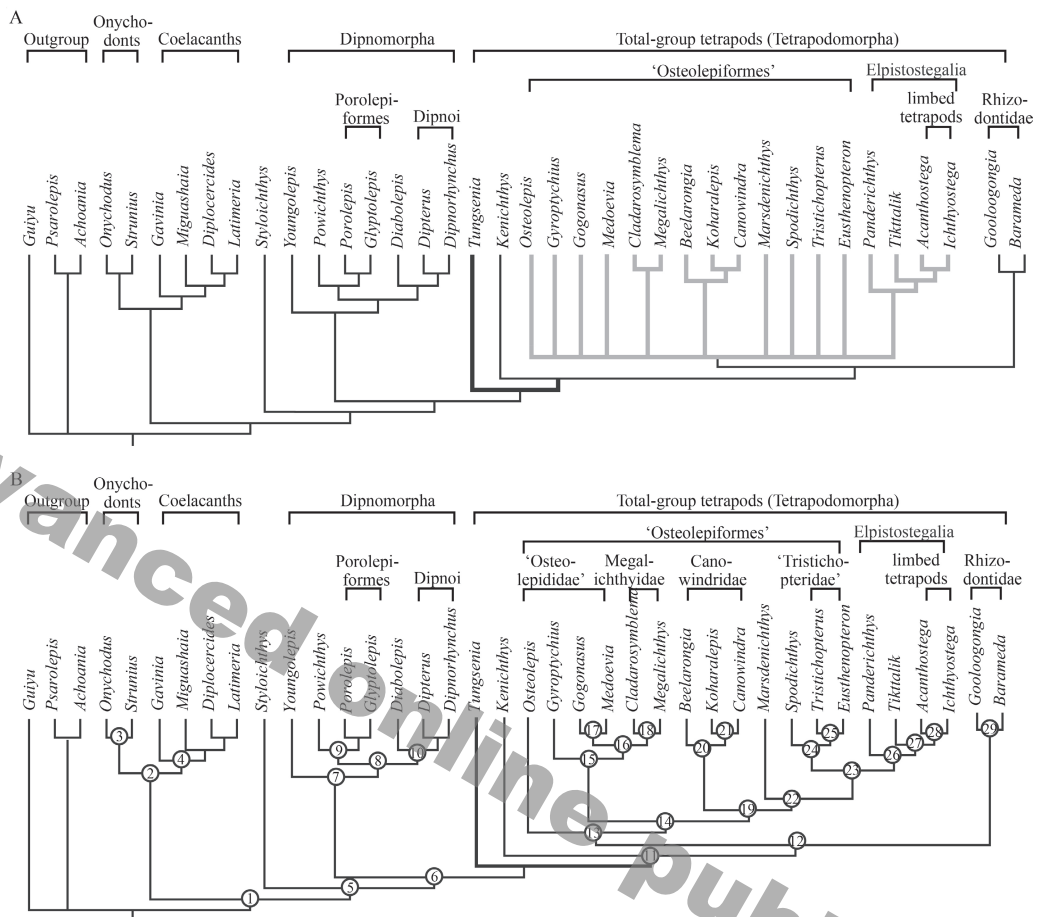 A
Onycho-
donts
Outgroup
Coelacanths
Dipnomorpha
Total-group tetrapods (Tetrapodomorpha)
‘Osteolepiformes’
Elpistostegalia
Porolepi-
formes
Dipnoi
limbed
tetrapods
Rhizo-
dontidae
Guiyu
Psarolepis
Achoania
Onychodus
Strunius
Gavinia
Miguashaia
Diplocercides
Latimeria
Styloichthys
Youngolepis
Powichthys
Porolepis
Glyptolepis
Diabolepis
Dipterus
Dipnorhynchus
Tungsenia
Kenichthys
Osteolepis
Gyroptychius
Gogonasus
Medoevia
Cladarosymblema
Megalichthys
Beelarongia
Koharalepis
Canowindra
Marsdenichthys
Spodichthys
Tristichopterus
Eusthenopteron
Panderichthys
Tiktaalik
Acanthostega
Ichthyostega
Gooloogongia
Barameda
B
Onycho-
donts
Outgroup
Coelacanths
Dipnomorpha
Total-group tetrapods (Tetrapodomorpha)
‘Osteolepiformes’
Elpistostegalia
Porolepi-
formes
Dipnoi
‘Osteo-
lepididae’
Megal-
ichthyidae
Cano-
windridae
‘Tristicho-
pteridae’
limbed
tetrapods
Rhizo-
dontidae
Guiyu
Psarolepis
Achoania
Onychodus
Strunius
Gavinia
Miguashaia
Diplocercides
Latimeria
Styloichthys
Youngolepis
Powichthys
Porolepis
Glyptolepis
Diabolepis
Dipterus
Dipnorhynchus
Tungsenia
Kenichthys
Osteolepis
Gyroptychius
Gogonasus
Medoevia
Cladarosymblema
Megalichthys
Beelarongia
Koharalepis
Canowindra
Marsdenichthys
Spodichthys
Tristichopterus
Eusthenopteron
Panderichthys
Tiktaalik
Acanthostega
Ichthyostega
Gooloogongia
Barameda
3 17 18 21 25 28 29
9 10 16 20 24 27
4 8 15 26
2 7 23
22
19
14
13 12
11
6
5
1
vanced online pub